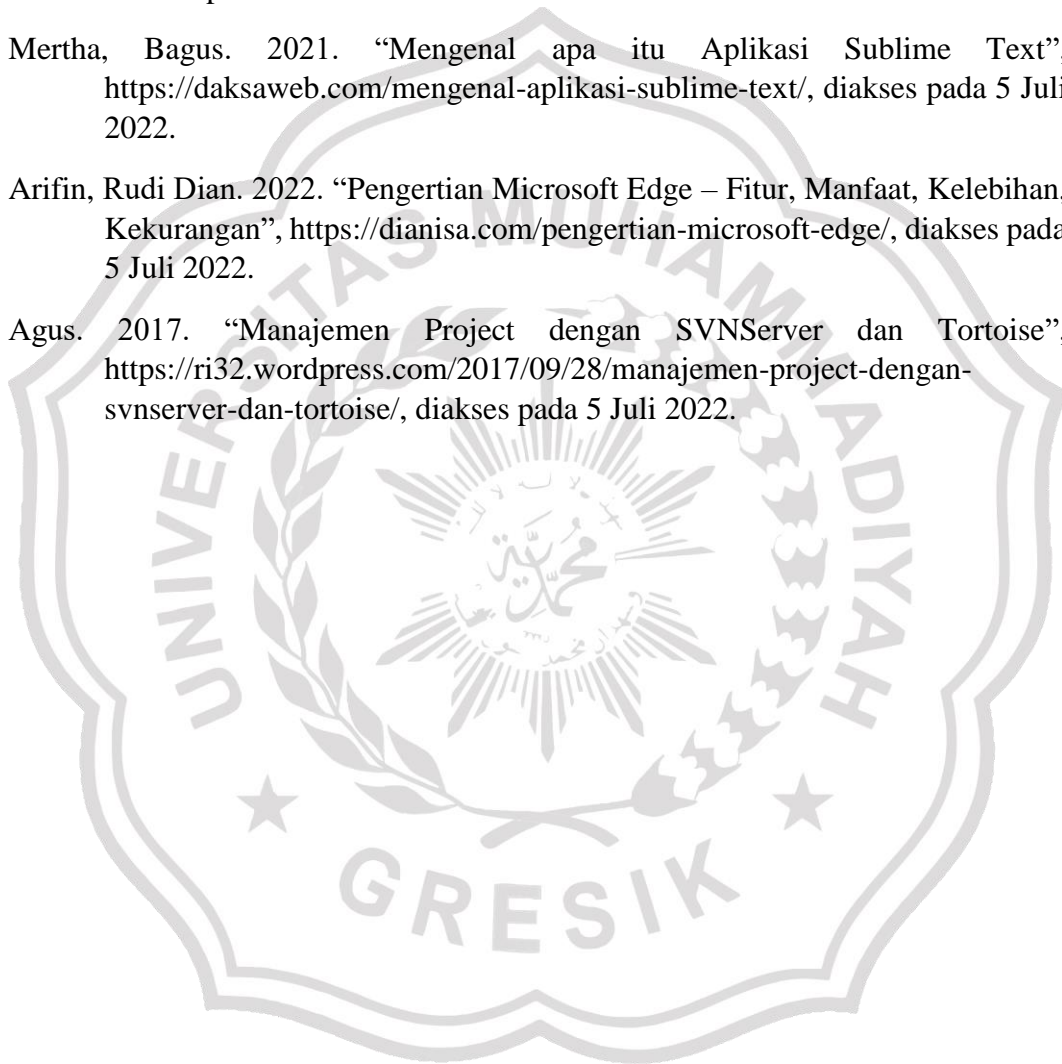 Mertha, Bagus. 2021. “Mengenal apa itu Aplikasi Sublime Text”,
https://daksaweb.com/mengenal-aplikasi-sublime-text/, diakses pada 5 Juli
2022.
Arifin, Rudi Dian. 2022. “Pengertian Microsoft Edge – Fitur, Manfaat, Kelebihan,
Kekurangan”, https://dianisa.com/pengertian-microsoft-edge/, diakses pada
5 Juli 2022.
Agus. 2017. “Manajemen Project dengan SVNServer dan Tortoise”,
https://ri32.wordpress.com/2017/09/28/manajemen-project-dengan-
svnserver-dan-tortoise/, diakses pada 5 Juli 2022.
UNIVERSITAS MUHAMMADIYAH
GRESIK